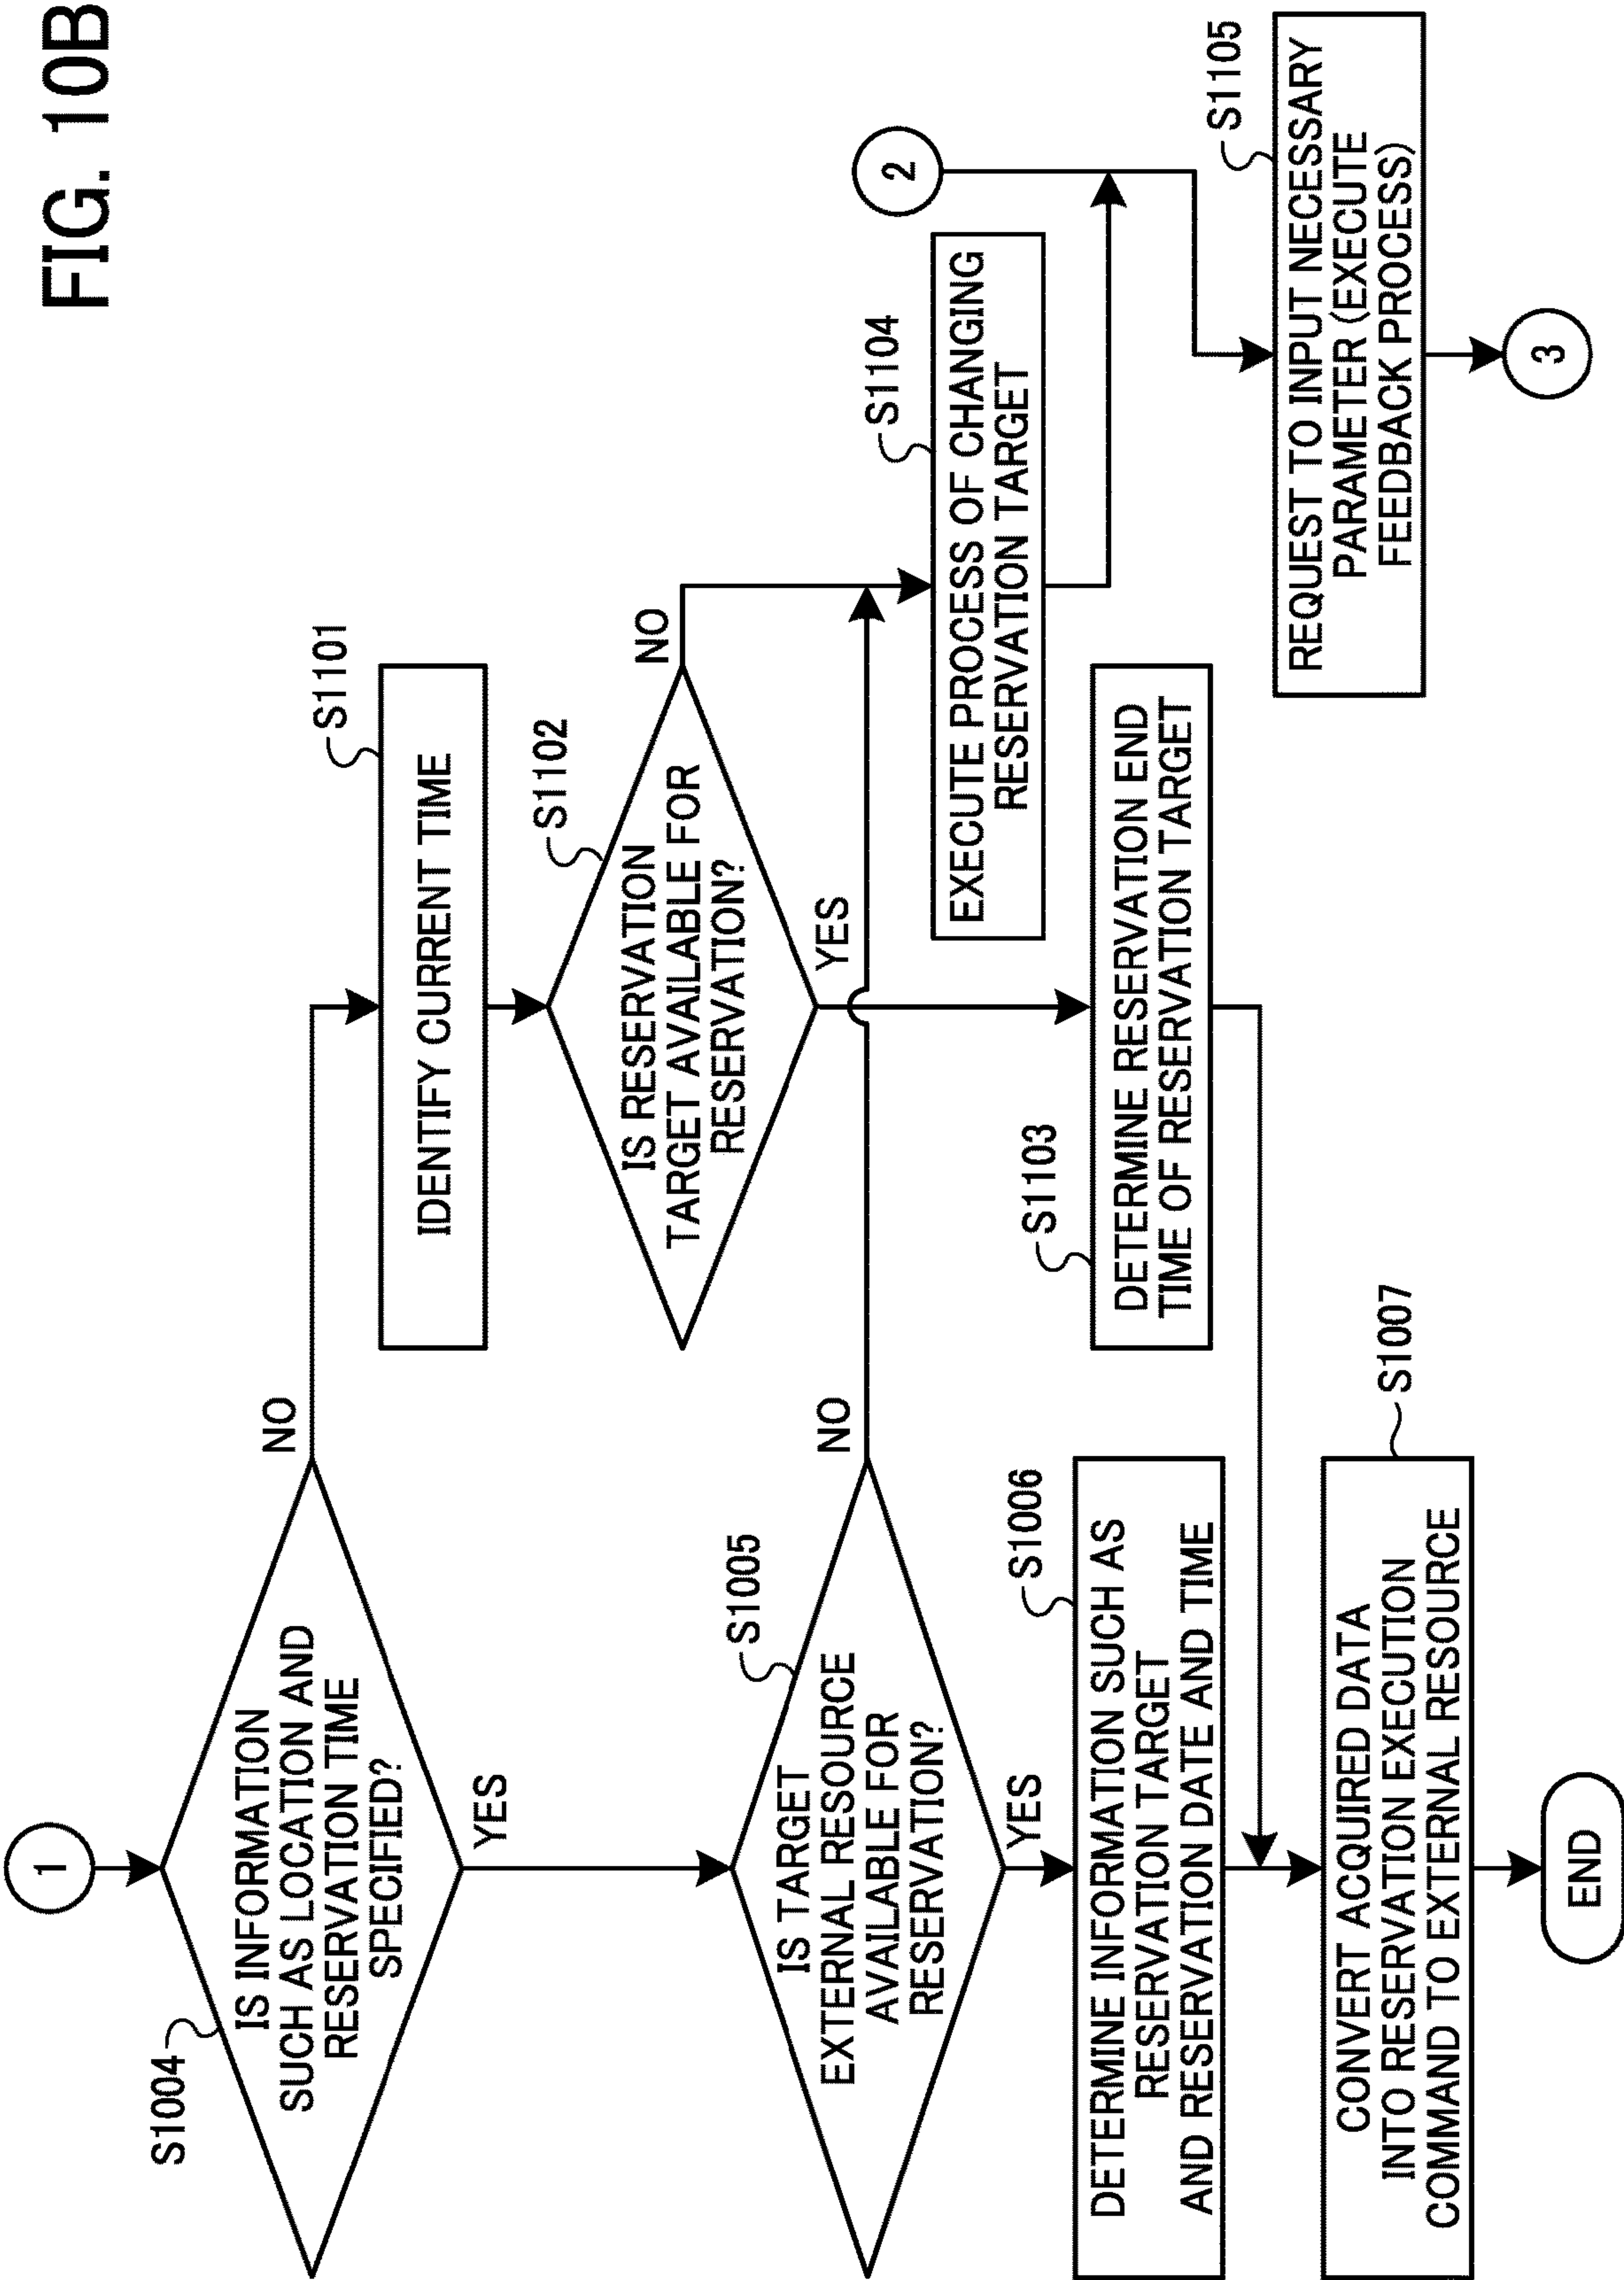 FIG. 10B
1
S1004
IS INFORMATION
SUCH AS LOCATION AND
RESERVATION TIME
SPECIFIED?
NO
YES
S1101
IDENTIFY CURRENT TIME
S1102
IS RESERVATION
TARGET AVAILABLE FOR
RESERVATION?
NO
YES
S1005
IS TARGET
EXTERNAL RESOURCE
AVAILABLE FOR
RESERVATION?
NO
YES
S1104
EXECUTE PROCESS OF CHANGING
RESERVATION TARGET
2
S1006
DETERMINE INFORMATION SUCH AS
RESERVATION TARGET
AND RESERVATION DATE AND TIME
S1103
DETERMINE RESERVATION END
TIME OF RESERVATION TARGET
S1105
REQUEST TO INPUT NECESSARY
PARAMETER (EXECUTE
FEEDBACK PROCESS)
S1007
CONVERT ACQUIRED DATA
INTO RESERVATION EXECUTION
COMMAND TO EXTERNAL RESOURCE
3
END